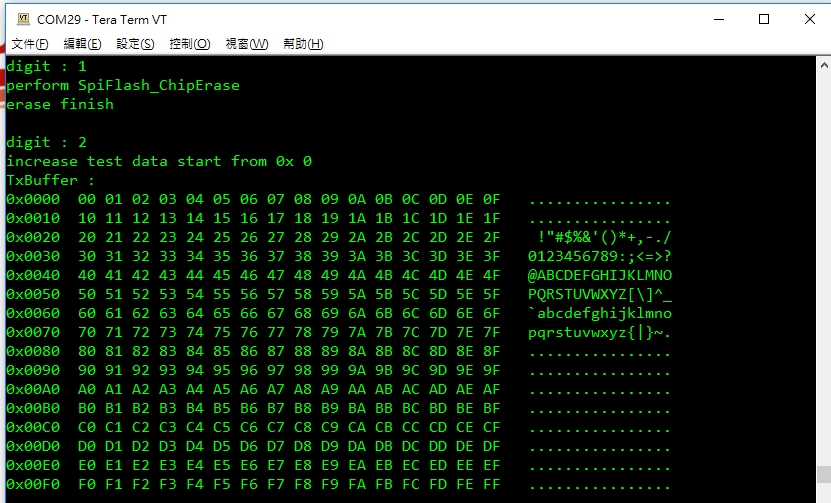 COM29 - Tera Term VT
文件(F) 編輯(E) 設定(S) 控制(O) 視窗(W) 幫助(H)
digit : 1
perform SpiFlash_ChipErase
erase finish
digit : 2
increase test data start from 0x 0
TxBuffer :
0x0000  00 01 02 03 04 05 06 07 08 09 0A 0B 0C 0D 0E 0F   ................
0x0010  10 11 12 13 14 15 16 17 18 19 1A 1B 1C 1D 1E 1F   ................
0x0020  20 21 22 23 24 25 26 27 28 29 2A 2B 2C 2D 2E 2F    !"#$%&'()*+,-./
0x0030  30 31 32 33 34 35 36 37 38 39 3A 3B 3C 3D 3E 3F   0123456789:;<=>?
0x0040  40 41 42 43 44 45 46 47 48 49 4A 4B 4C 4D 4E 4F   @ABCDEFGHIJKLMNO
0x0050  50 51 52 53 54 55 56 57 58 59 5A 5B 5C 5D 5E 5F   PQRSTUVWXYZ[\]^_
0x0060  60 61 62 63 64 65 66 67 68 69 6A 6B 6C 6D 6E 6F   `abcdefghijklmno
0x0070  70 71 72 73 74 75 76 77 78 79 7A 7B 7C 7D 7E 7F   pqrstuvwxyz{|}~.
0x0080  80 81 82 83 84 85 86 87 88 89 8A 8B 8C 8D 8E 8F   ................
0x0090  90 91 92 93 94 95 96 97 98 99 9A 9B 9C 9D 9E 9F   ................
0x00A0  A0 A1 A2 A3 A4 A5 A6 A7 A8 A9 AA AB AC AD AE AF   ................
0x00B0  B0 B1 B2 B3 B4 B5 B6 B7 B8 B9 BA BB BC BD BE BF   ................
0x00C0  C0 C1 C2 C3 C4 C5 C6 C7 C8 C9 CA CB CC CD CE CF   ................
0x00D0  D0 D1 D2 D3 D4 D5 D6 D7 D8 D9 DA DB DC DD DE DF   ................
0x00E0  E0 E1 E2 E3 E4 E5 E6 E7 E8 E9 EA EB EC ED EE EF   ................
0x00F0  F0 F1 F2 F3 F4 F5 F6 F7 F8 F9 FA FB FC FD FE FF   ................